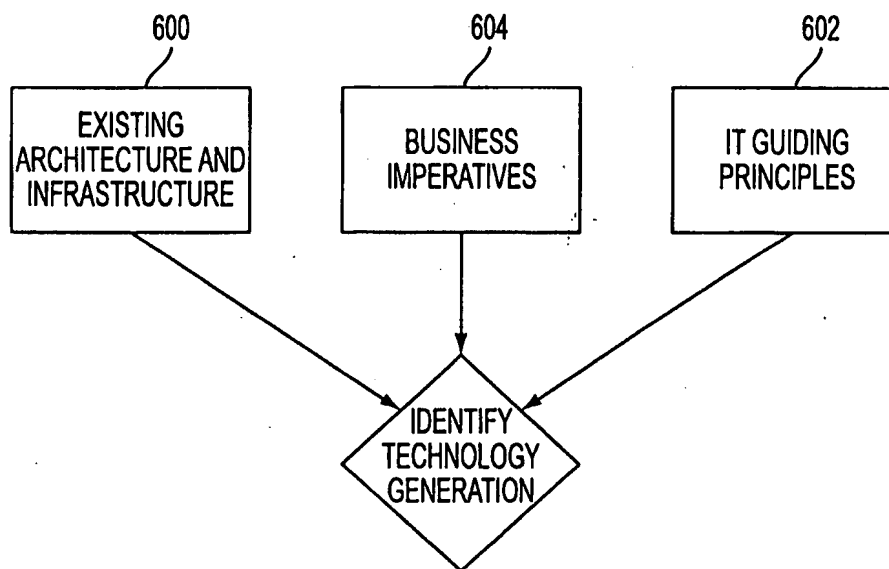 600
604
602
EXISTING
ARCHITECTURE AND
INFRASTRUCTURE
BUSINESS
IMPERATIVES
IT GUIDING
PRINCIPLES
IDENTIFY
TECHNOLOGY
GENERATION